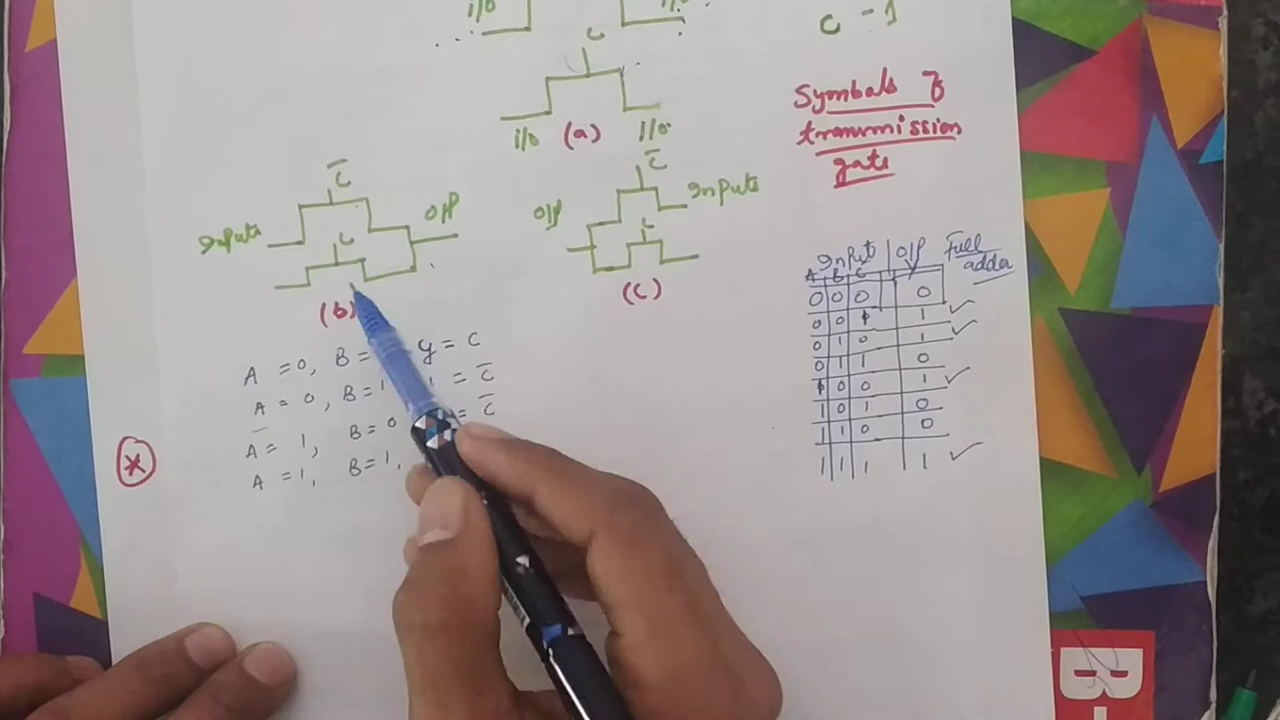 i/o i/o
C - 1
C
i/o (a) i/o
Symbals of
transmission
gate
C̅
Inputs O/P
C
(b)
C̅
O/P Inputs
C
(C)
A = 0, B = y = C
A = 0, B = 1 = C̅
A = 1, B = 0 = C̅
A = 1, B = 1,
*
Input O/P Full
adder
A B C Y
0 0 0 0
0 0 1 1
0 1 0 1
0 1 1 0
1 0 0 1
1 0 1 0
1 1 0 0
1 1 1 1
B